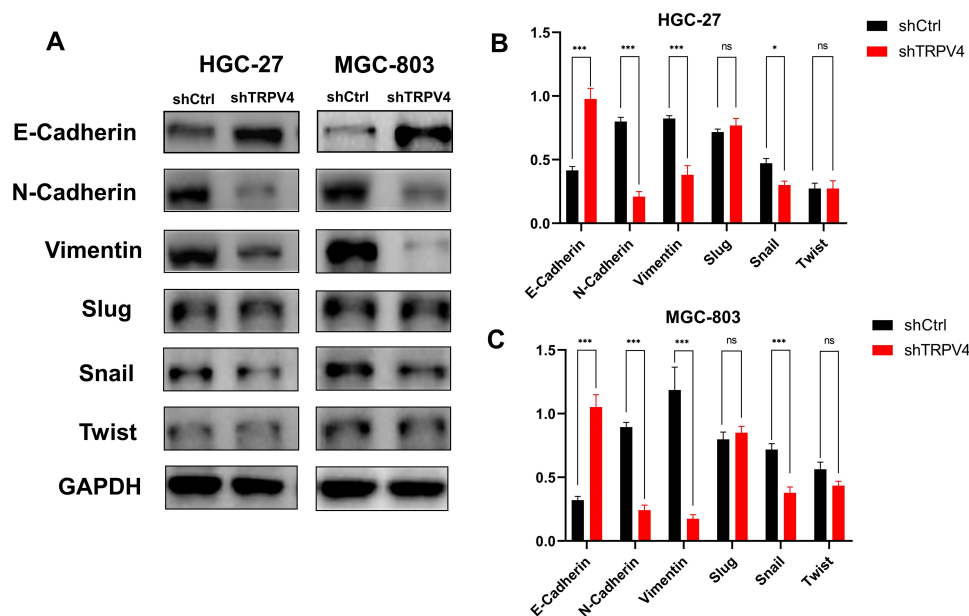 A
HGC-27 MGC-803
shCtrl shTRPV4 shCtrl shTRPV4
E-Cadherin
N-Cadherin
Vimentin
Slug
Snail
Twist
GAPDH
B
HGC-27
shCtrl
shTRPV4
*** *** *** ns * ns
1.5
1.0
0.5
0.0
E-Cadherin
N-Cadherin
Vimentin
Slug
Snail
Twist
C
MGC-803
shCtrl
shTRPV4
*** *** *** ns *** ns
1.5
1.0
0.5
0.0
E-Cadherin
N-Cadherin
Vimentin
Slug
Snail
Twist